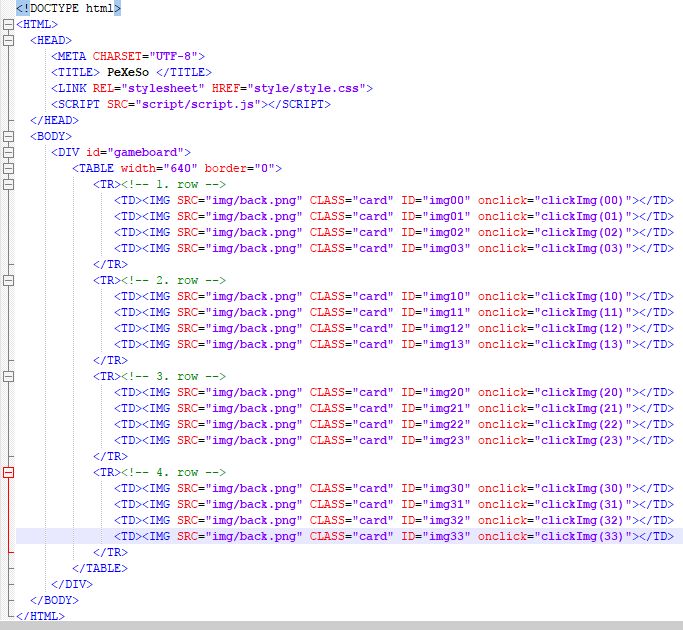 <!DOCTYPE html>
<HTML>
<HEAD>
<META CHARSET="UTF-8">
<TITLE> PeXeSo </TITLE>
<LINK REL="stylesheet" HREF="style/style.css">
<SCRIPT SRC="script/script.js"></SCRIPT>
</HEAD>
<BODY>
<DIV id="gameboard">
<TABLE width="640" border="0">
<TR><!-- 1. row -->
<TD><IMG SRC="img/back.png" CLASS="card" ID="img00" onclick="clickImg(00)"></TD>
<TD><IMG SRC="img/back.png" CLASS="card" ID="img01" onclick="clickImg(01)"></TD>
<TD><IMG SRC="img/back.png" CLASS="card" ID="img02" onclick="clickImg(02)"></TD>
<TD><IMG SRC="img/back.png" CLASS="card" ID="img03" onclick="clickImg(03)"></TD>
</TR>
<TR><!-- 2. row -->
<TD><IMG SRC="img/back.png" CLASS="card" ID="img10" onclick="clickImg(10)"></TD>
<TD><IMG SRC="img/back.png" CLASS="card" ID="img11" onclick="clickImg(11)"></TD>
<TD><IMG SRC="img/back.png" CLASS="card" ID="img12" onclick="clickImg(12)"></TD>
<TD><IMG SRC="img/back.png" CLASS="card" ID="img13" onclick="clickImg(13)"></TD>
</TR>
<TR><!-- 3. row -->
<TD><IMG SRC="img/back.png" CLASS="card" ID="img20" onclick="clickImg(20)"></TD>
<TD><IMG SRC="img/back.png" CLASS="card" ID="img21" onclick="clickImg(21)"></TD>
<TD><IMG SRC="img/back.png" CLASS="card" ID="img22" onclick="clickImg(22)"></TD>
<TD><IMG SRC="img/back.png" CLASS="card" ID="img23" onclick="clickImg(23)"></TD>
</TR>
<TR><!-- 4. row -->
<TD><IMG SRC="img/back.png" CLASS="card" ID="img30" onclick="clickImg(30)"></TD>
<TD><IMG SRC="img/back.png" CLASS="card" ID="img31" onclick="clickImg(31)"></TD>
<TD><IMG SRC="img/back.png" CLASS="card" ID="img32" onclick="clickImg(32)"></TD>
<TD><IMG SRC="img/back.png" CLASS="card" ID="img33" onclick="clickImg(33)"></TD>
</TR>
</TABLE>
</DIV>
</BODY>
</HTML>